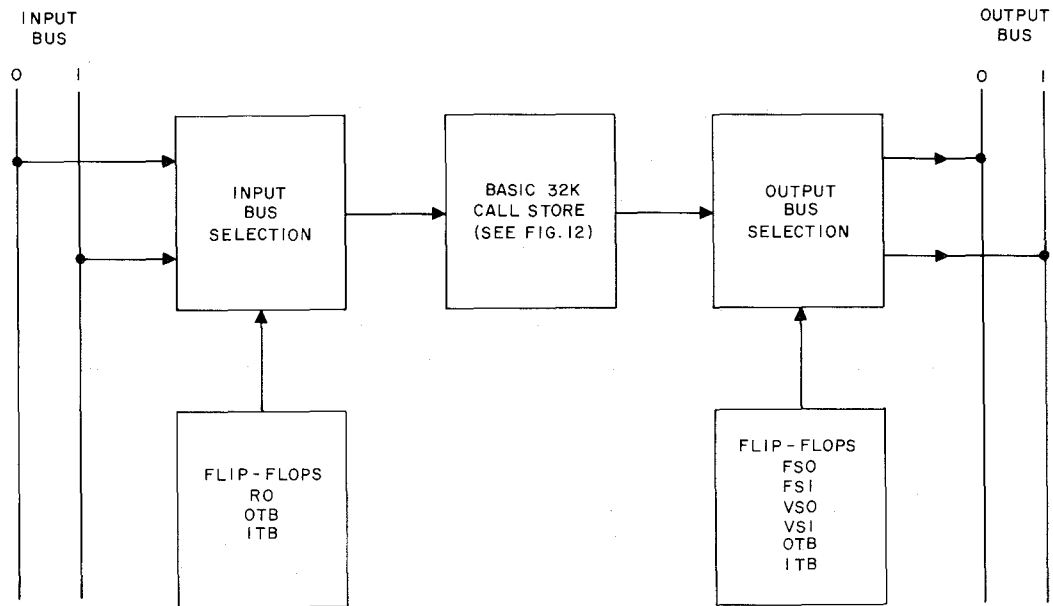 INPUT
BUS
0 1
OUTPUT
BUS
0 1
INPUT
BUS
SELECTION
BASIC 32K
CALL STORE
(SEE FIG. 12)
OUTPUT
BUS
SELECTION
FLIP-FLOPS
RO
OTB
ITB
FLIP-FLOPS
FSO
FSI
VSO
VSI
OTB
ITB